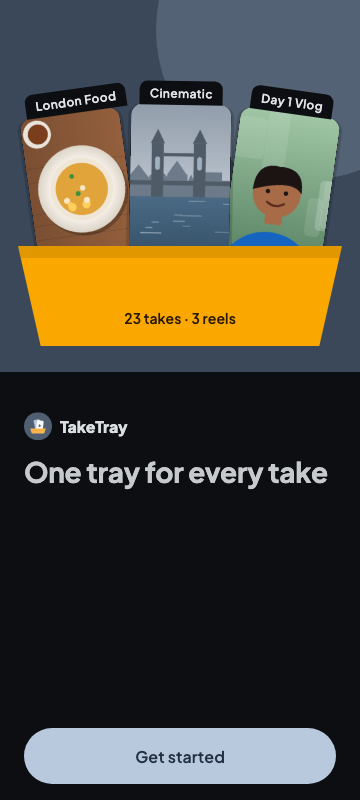 London Food
Cinematic
Day 1 Vlog
23 takes · 3 reels
TakeTray
One tray for every take
Get started